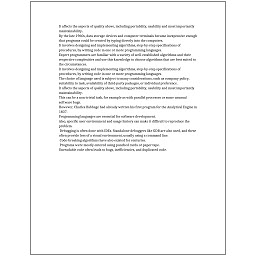 It affects the aspects of quality above, including portability, usability and most importantly
maintainability.
By the late 1960s, data storage devices and computer terminals became inexpensive enough
that programs could be created by typing directly into the computers.
It involves designing and implementing algorithms, step-by-step specifications of
procedures, by writing code in one or more programming languages.
Expert programmers are familiar with a variety of well-established algorithms and their
respective complexities and use this knowledge to choose algorithms that are best suited to
the circumstances.
It involves designing and implementing algorithms, step-by-step specifications of
procedures, by writing code in one or more programming languages.
The choice of language used is subject to many considerations, such as company policy,
suitability to task, availability of third-party packages, or individual preference.
It affects the aspects of quality above, including portability, usability and most importantly
maintainability.
This can be a non-trivial task, for example as with parallel processes or some unusual
software bugs.
However, Charles Babbage had already written his first program for the Analytical Engine in
1837.
Programming languages are essential for software development.
Also, specific user environment and usage history can make it difficult to reproduce the
problem.
Debugging is often done with IDEs. Standalone debuggers like GDB are also used, and these
often provide less of a visual environment, usually using a command line.
Code-breaking algorithms have also existed for centuries.
Programs were mostly entered using punched cards or paper tape.
Unreadable code often leads to bugs, inefficiencies, and duplicated code.